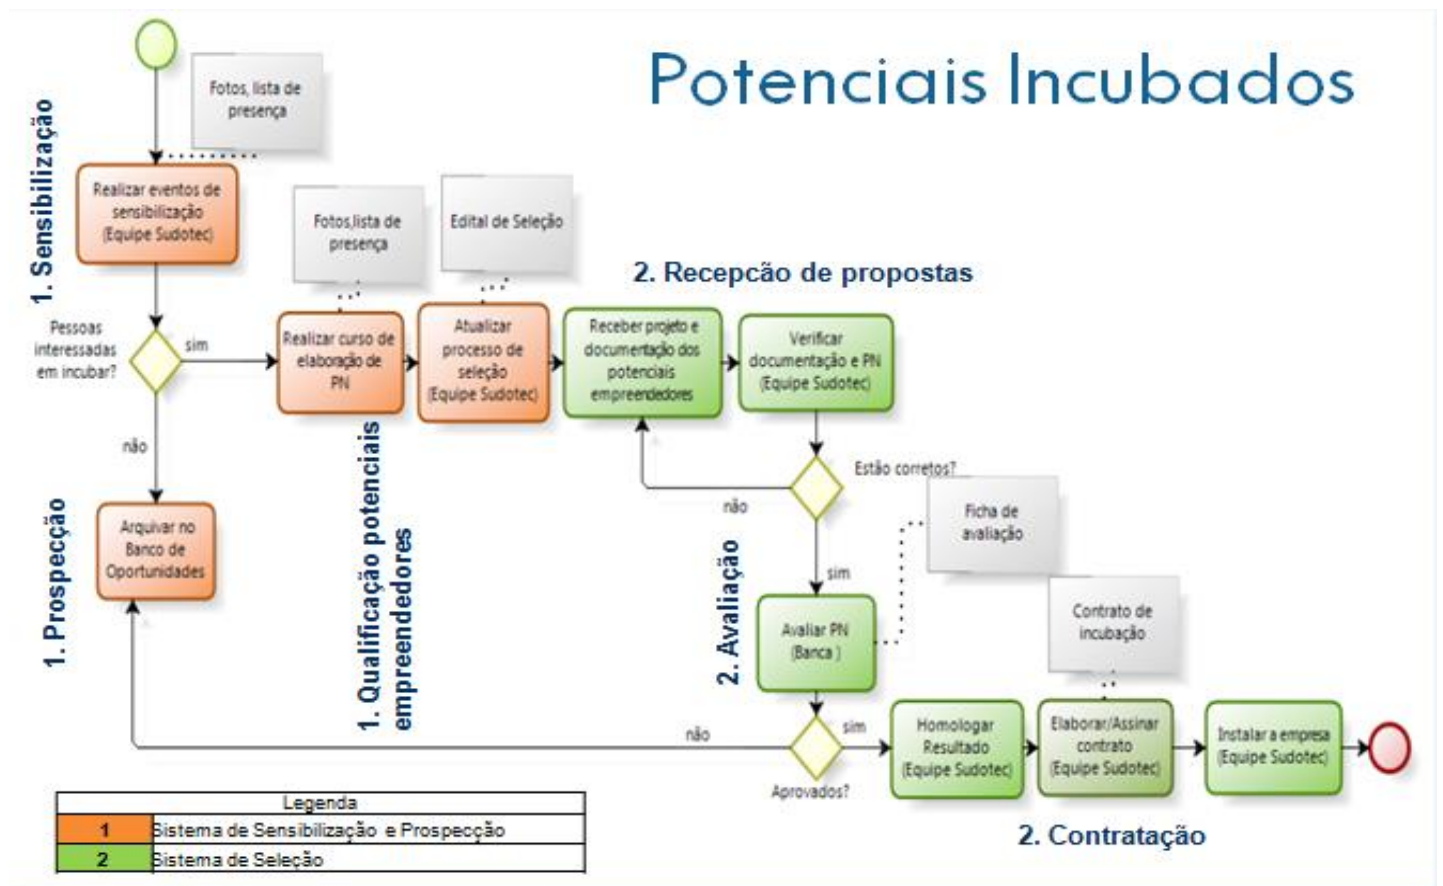 Potenciais Incubados
Fotos, lista de
presença
1. Sensibilização
Realizar eventos de
sensibilização
(Equipe Sudotec)
Fotos,lista de
presença
Edital de Seleção
2. Recepcão de propostas
Pessoas
interessadas
em incubar?
sim
não
Realizar curso de
elaboração de
PN
Atualizar
processo de
seleção
(Equipe Sudotec)
Receber projeto e
documentação dos
potenciais
empreendedores
Verificar
documentação e PN
(Equipe Sudotec)
Estão corretos?
não
sim
1. Qualificação potenciais
empreendedores
1. Prospecção
Arquivar no
Banco de
Oportunidades
Ficha de
avaliação
2. Avaliação
Avaliar PN
(Banca )
Contrato de
incubação
não
sim
Aprovados?
Homologar
Resultado
(Equipe Sudotec)
Elaborar/Assinar
contrato
(Equipe Sudotec)
Instalar a empresa
(Equipe Sudotec)
2. Contratação
Legenda
1 Sistema de Sensibilização e Prospecção
2 Sistema de Seleção